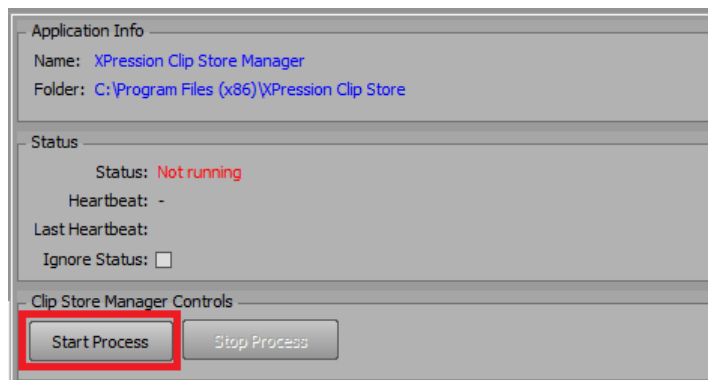 Application Info
Name: XPression Clip Store Manager
Folder: C:\Program Files (x86)\XPression Clip Store
Status
Status: Not running
Heartbeat: -
Last Heartbeat:
Ignore Status:
Clip Store Manager Controls
Start Process Stop Process